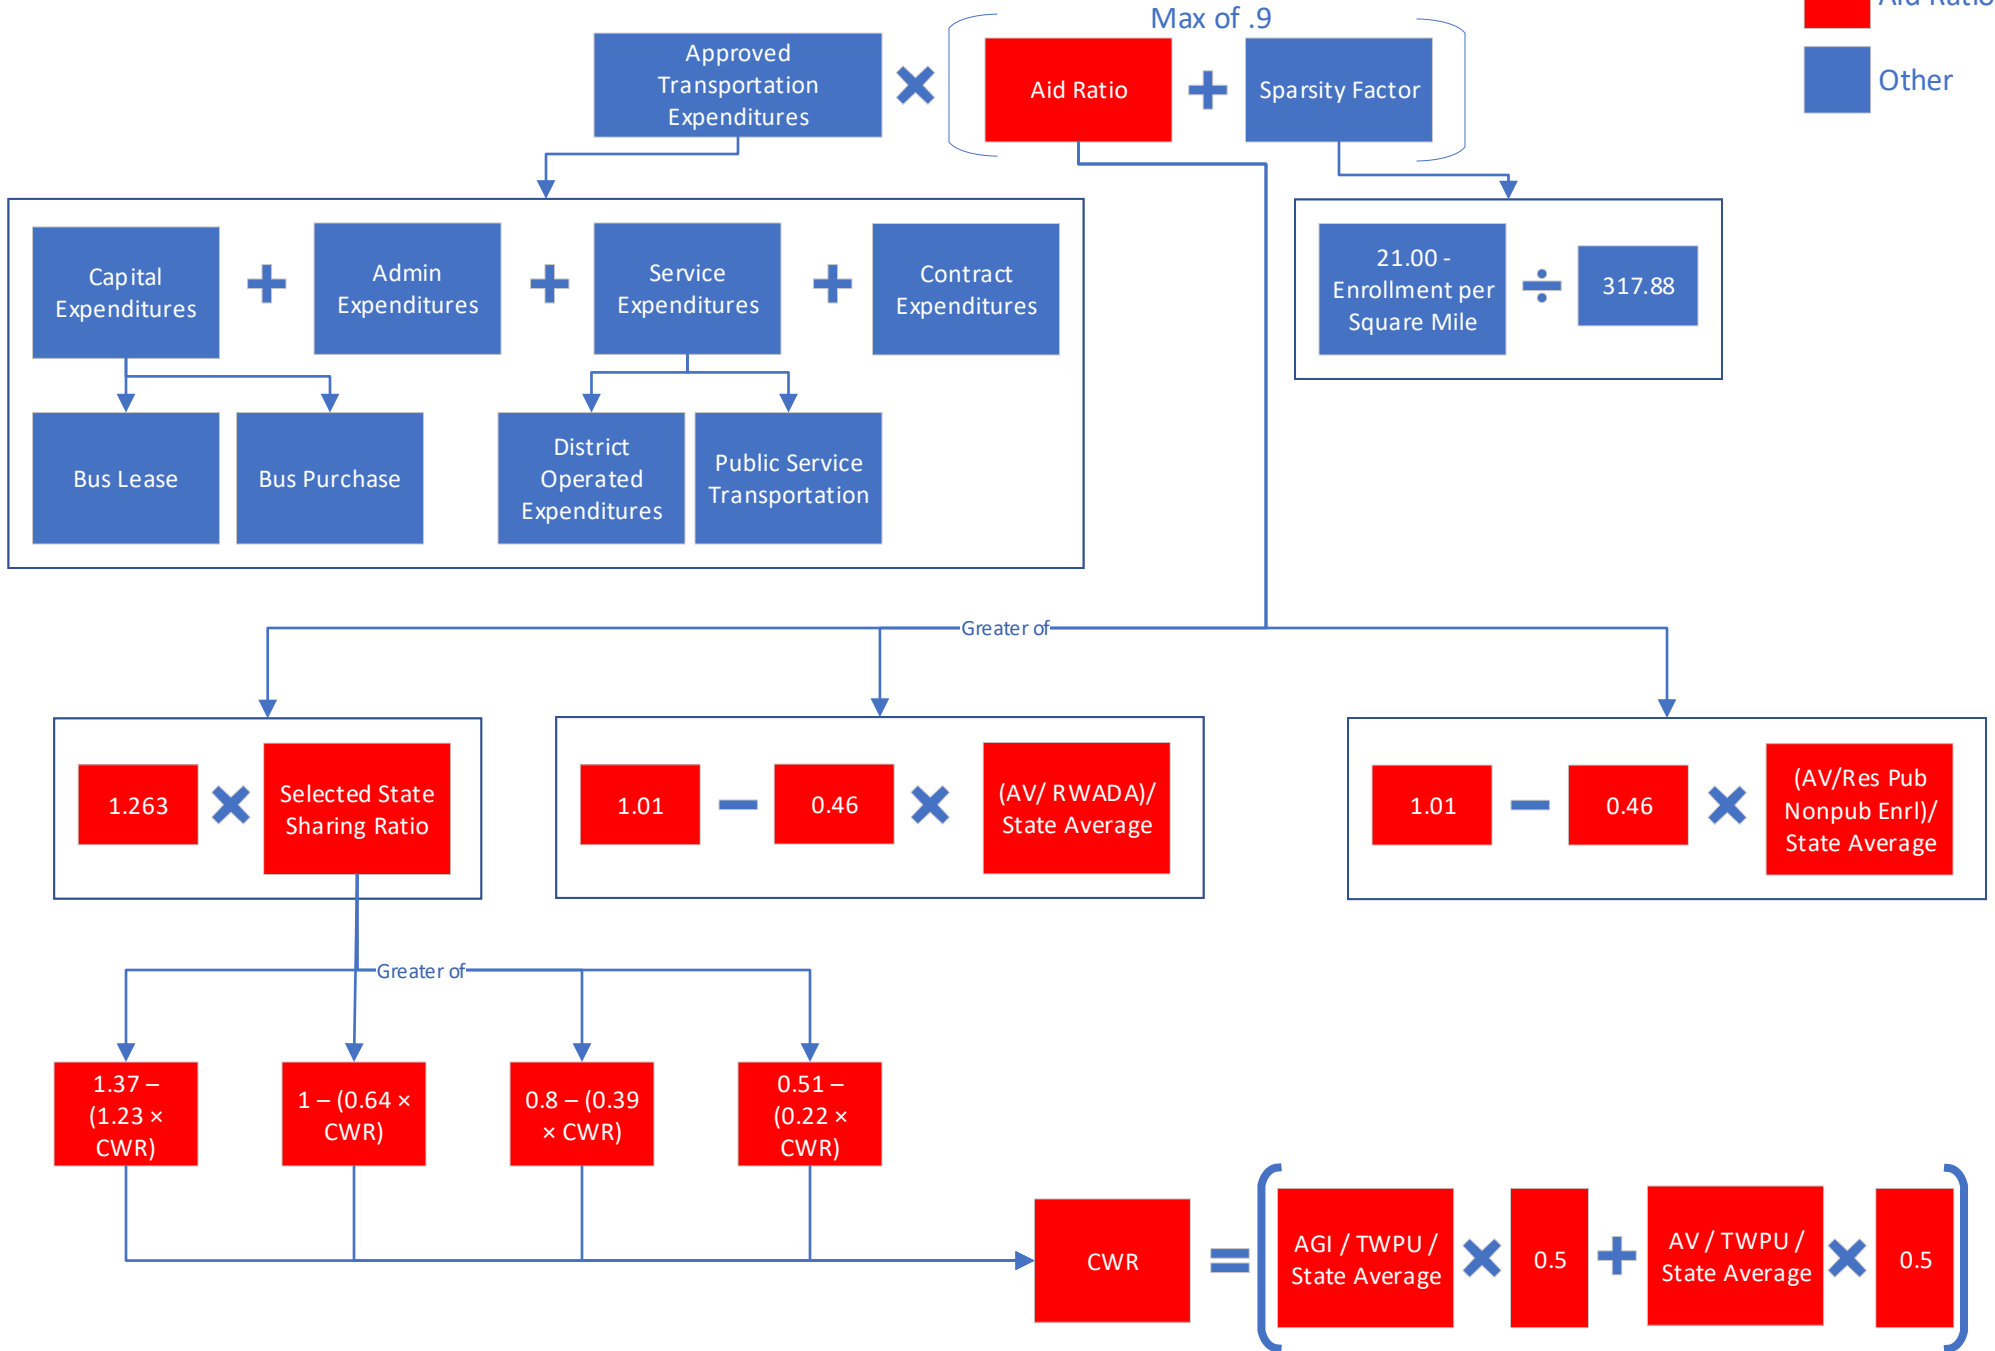 Max of .9
Aid Ratio
Other
Approved
Transportation
Expenditures
Aid Ratio
Sparsity Factor
Capital
Expenditures
Admin
Expenditures
Service
Expenditures
Contract
Expenditures
21.00 -
Enrollment per
Square Mile
317.88
Bus Lease
Bus Purchase
District
Operated
Expenditures
Public Service
Transportation
Greater of
1.263
Selected State
Sharing Ratio
1.01
0.46
(AV/ RWADA)/
State Average
1.01
0.46
(AV/Res Pub
Nonpub Enrl)/
State Average
Greater of
1.37 –
(1.23 ×
CWR)
1 – (0.64 ×
CWR)
0.8 – (0.39
× CWR)
0.51 –
(0.22 ×
CWR)
CWR
AGI / TWPU /
State Average
0.5
AV / TWPU /
State Average
0.5